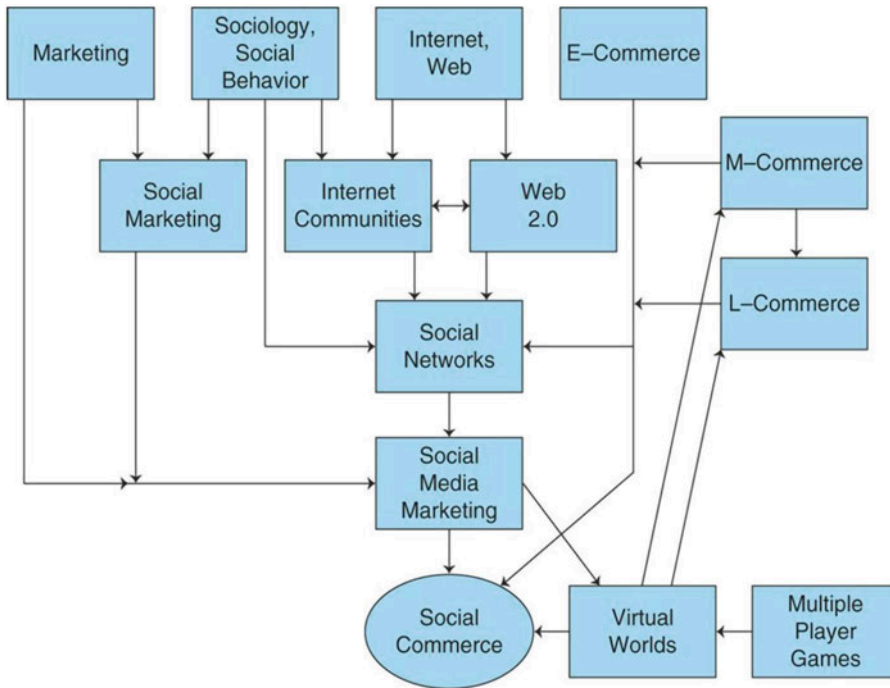 Marketing
Sociology,
Social
Behavior
Internet,
Web
E–Commerce
M–Commerce
Social
Marketing
Internet
Communities
Web
2.0
L–Commerce
Social
Networks
Social
Media
Marketing
Social
Commerce
Virtual
Worlds
Multiple
Player
Games